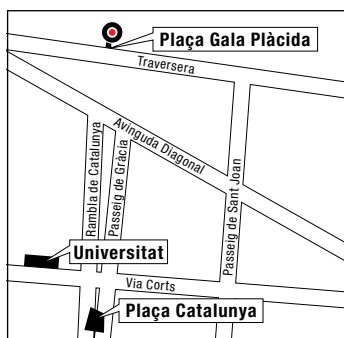 Plaça Gala Plàcida
Traversera
Avinguda Diagonal
Rambla de Catalunya
Passeig de Gràcia
Passeig de Sant Joan
Universitat
Via Corts
Plaça Catalunya